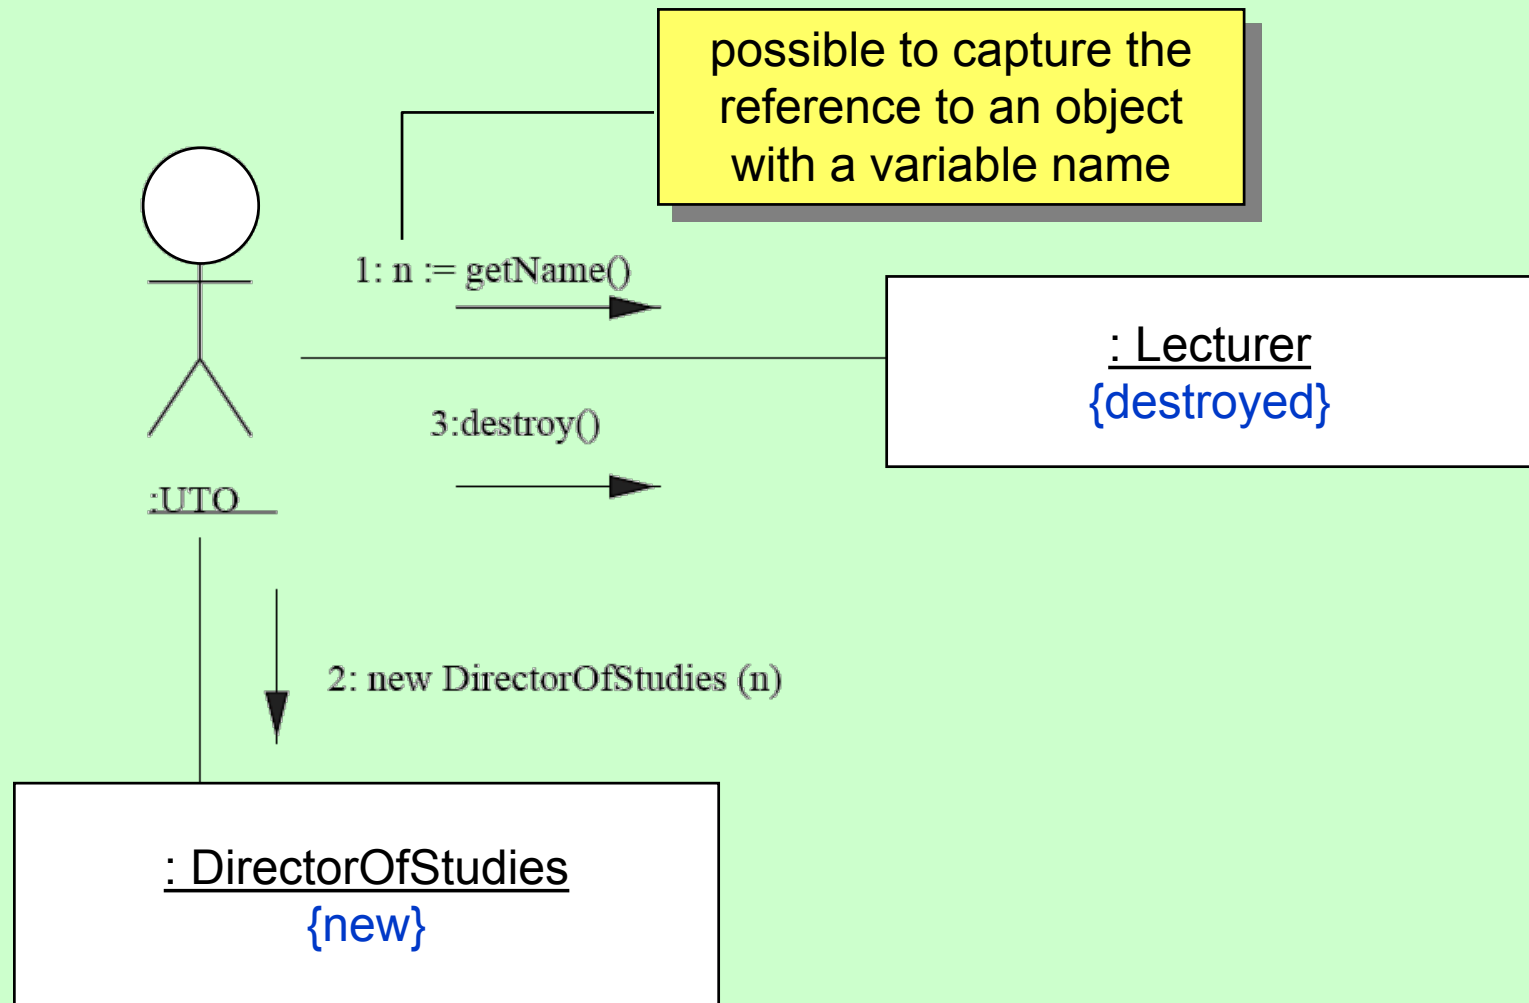 possible to capture the
reference to an object
with a variable name
1: n := getName()
: Lecturer
{destroyed}
3:destroy()
:UTO
2: new DirectorOfStudies (n)
: DirectorOfStudies
{new}